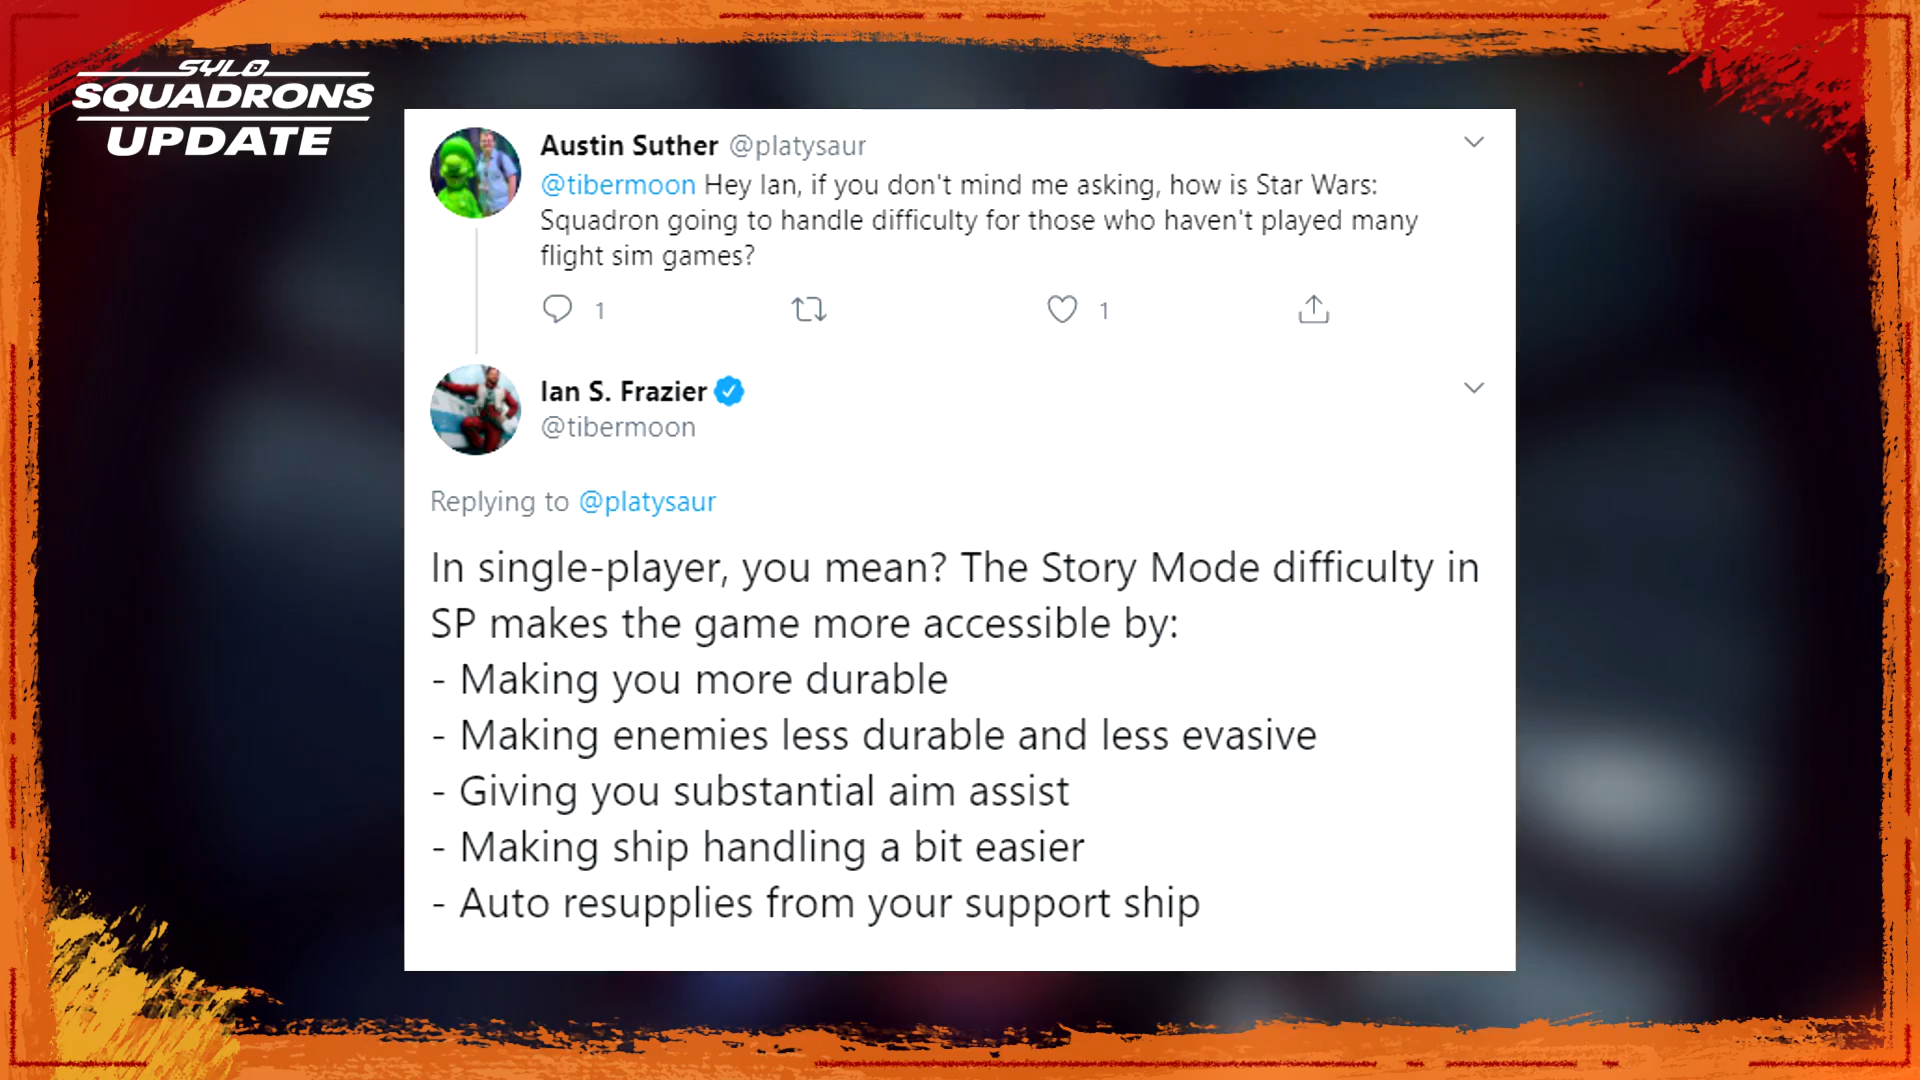 SYLO
SQUADRONS
UPDATE
Austin Suther @platysaur
@tibermoon Hey Ian, if you don't mind me asking, how is Star Wars:
Squadron going to handle difficulty for those who haven't played many
flight sim games?
1 1
Ian S. Frazier
@tibermoon
Replying to @platysaur
In single-player, you mean? The Story Mode difficulty in
SP makes the game more accessible by:
- Making you more durable
- Making enemies less durable and less evasive
- Giving you substantial aim assist
- Making ship handling a bit easier
- Auto resupplies from your support ship